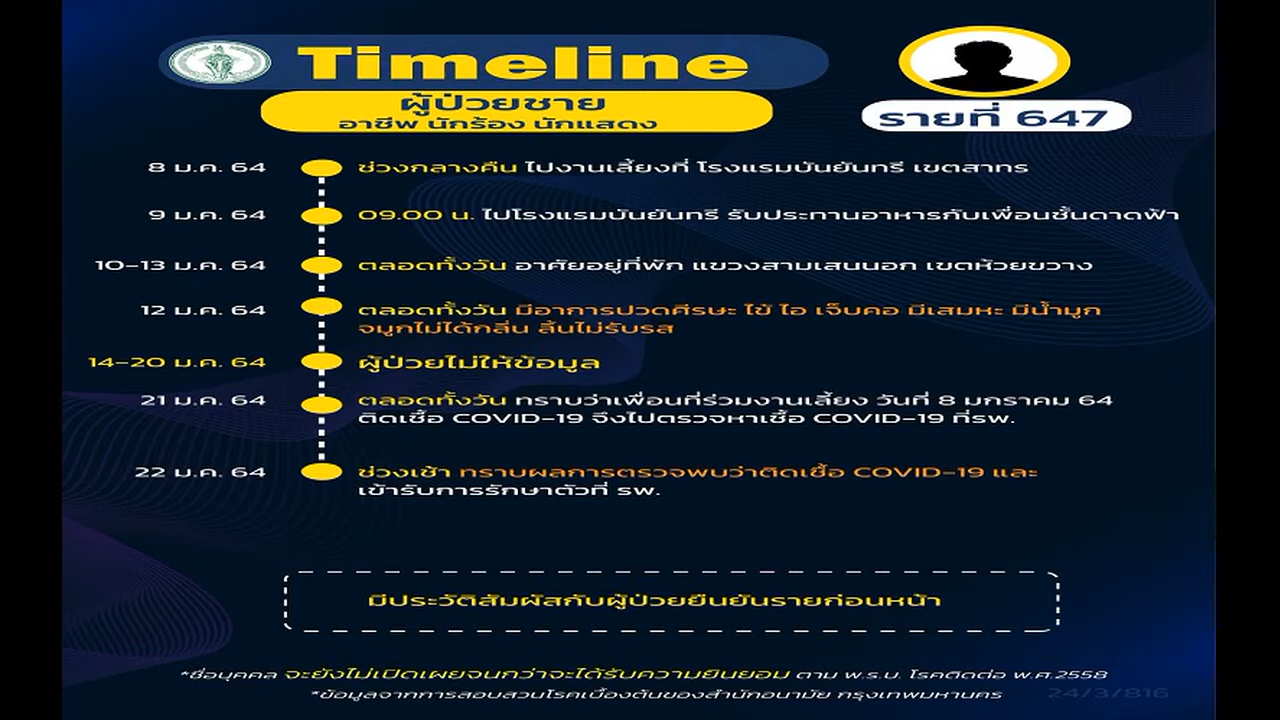 Timeline
ผู้ป่วยชาย
อาชีพ นักร้อง นักแสดง
รายที่ 647
8 ม.ค. 64 ช่วงกลางคืน ไปงานเลี้ยงที่ โรงแรมบันยันทรี เขตสาทร
9 ม.ค. 64 09.00 น. ไปโรงแรมบันยันทรี รับประทานอาหารกับเพื่อนชั้นดาดฟ้า
10-13 ม.ค. 64 ตลอดทั้งวัน อาศัยอยู่ที่พัก แขวงสามเสนนอก เขตห้วยขวาง
12 ม.ค. 64 ตลอดทั้งวัน มีอาการปวดศีรษะ ไข้ ไอ เจ็บคอ มีเสมหะ มีน้ำมูก
จมูกไม่ได้กลิ่น ลิ้นไม่รับรส
14-20 ม.ค. 64 ผู้ป่วยไม่ให้ข้อมูล
21 ม.ค. 64 ตลอดทั้งวัน ทราบว่าเพื่อนที่ร่วมงานเลี้ยง วันที่ 8 มกราคม 64
ติดเชื้อ COVID-19 จึงไปตรวจหาเชื้อ COVID-19 ที่รพ.
22 ม.ค. 64 ช่วงเช้า ทราบผลการตรวจพบว่าติดเชื้อ COVID-19 และ
เข้ารับการรักษาตัวที่ รพ.
มีประวัติสัมผัสกับผู้ป่วยยืนยันรายก่อนหน้า
*ชื่อบุคคล จะยังไม่เปิดเผยจนกว่าจะได้รับความยินยอม ตาม พ.ร.บ. โรคติดต่อ พ.ศ.2558
*ข้อมูลจากการสอบสวนโรคเบื้องต้นของสำนักอนามัย กรุงเทพมหานคร
24/3/816